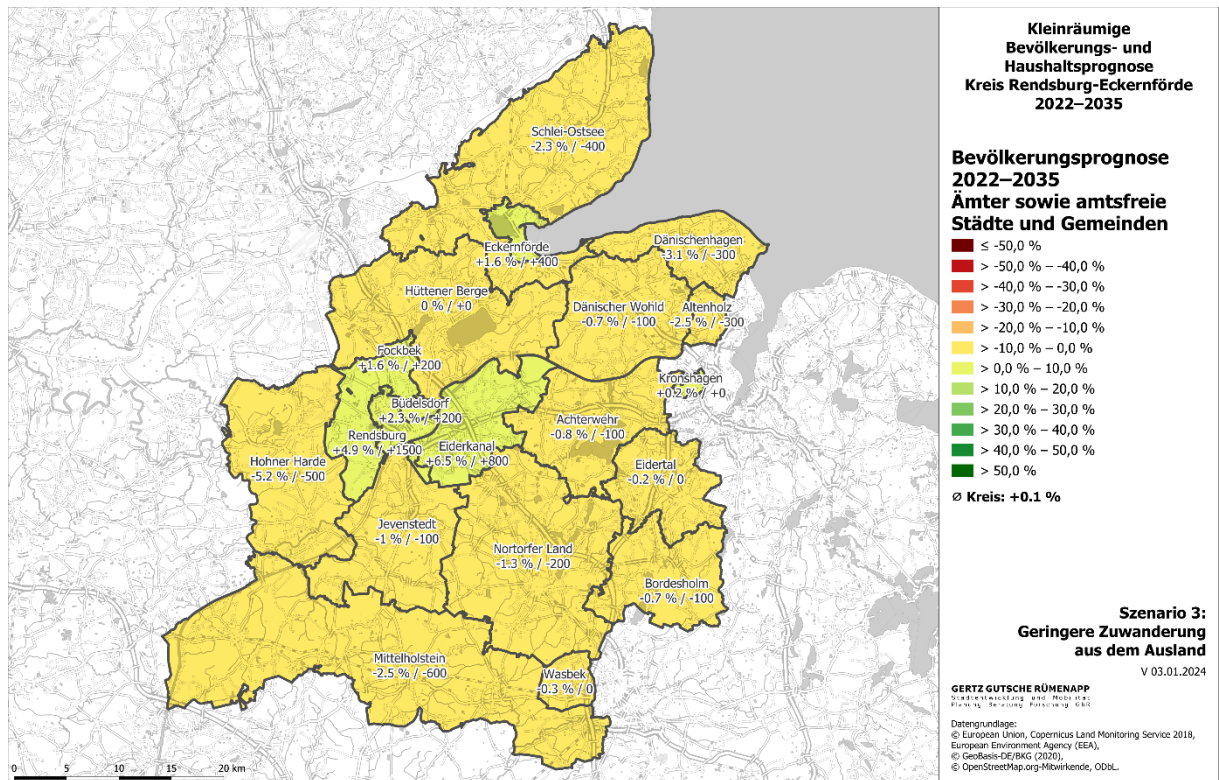 Schlei-Ostsee
-2.3 % / -400
Eckernförde
+1.6 % / +400
Dänischenhagen
-3.1 % / -300
Hüttener Berge
0 % / +0
Dänischer Wohld
-0.7 % / -100
Altenholz
-2.5 % / -300
Fockbek
+1.6 % / +200
Kronshagen
+0.2 % / +0
Büdelsdorf
+2.3 % / +200
Achterwehr
-0.8 % / -100
Rendsburg
+4.9 % / +1500
Eiderkanal
+6.5 % / +800
Hohner Harde
-5.2 % / -500
Eidertal
-0.2 % / 0
Jevenstedt
-1 % / -100
Nortorfer Land
-1.3 % / -200
Bordesholm
-0.7 % / -100
Mittelholstein
-2.5 % / -600
Wasbek
-0.3 % / 0
0 5 10 15 20 km
Kleinräumige
Bevölkerungs- und
Haushaltsprognose
Kreis Rendsburg-Eckernförde
2022–2035
Bevölkerungsprognose
2022–2035
Ämter sowie amtsfreie
Städte und Gemeinden
≤ -50,0 %
> -50,0 % – -40,0 %
> -40,0 % – -30,0 %
> -30,0 % – -20,0 %
> -20,0 % – -10,0 %
> -10,0 % – 0,0 %
> 0,0 % – 10,0 %
> 10,0 % – 20,0 %
> 20,0 % – 30,0 %
> 30,0 % – 40,0 %
> 40,0 % – 50,0 %
> 50,0 %
Ø Kreis: +0.1 %
Szenario 3:
Geringere Zuwanderung
aus dem Ausland
V 03.01.2024
GERTZ GUTSCHE RÜMENAPP
Stadtentwicklung und Mobilität
Planung Beratung Forschung GbR
Datengrundlage:
© European Union, Copernicus Land Monitoring Service 2018,
European Environment Agency (EEA),
© GeoBasis-DE/BKG (2020),
© OpenStreetMap.org-Mitwirkende, ODbL.